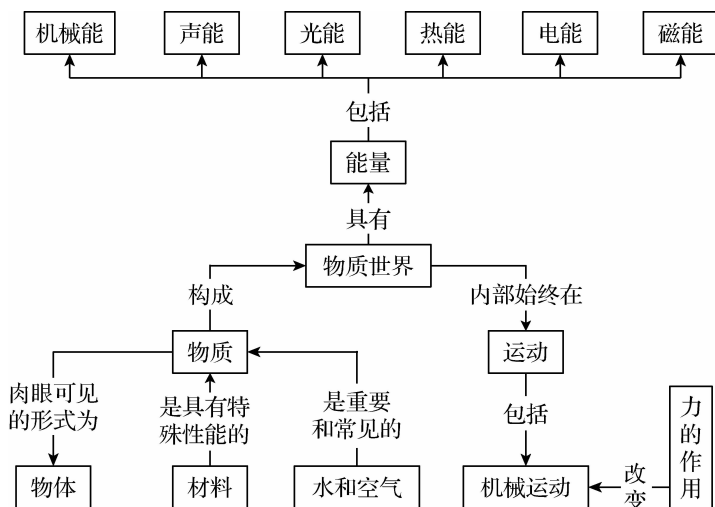 机械能 声能 光能 热能 电能 磁能
包括
能量
具有
物质世界
构成
内部始终在
物质
运动
肉眼可见
的形式为
是具有特
殊性能的
是重要
和常见的
包括
物体
材料
水和空气
机械运动
改
变
力
的
作
用